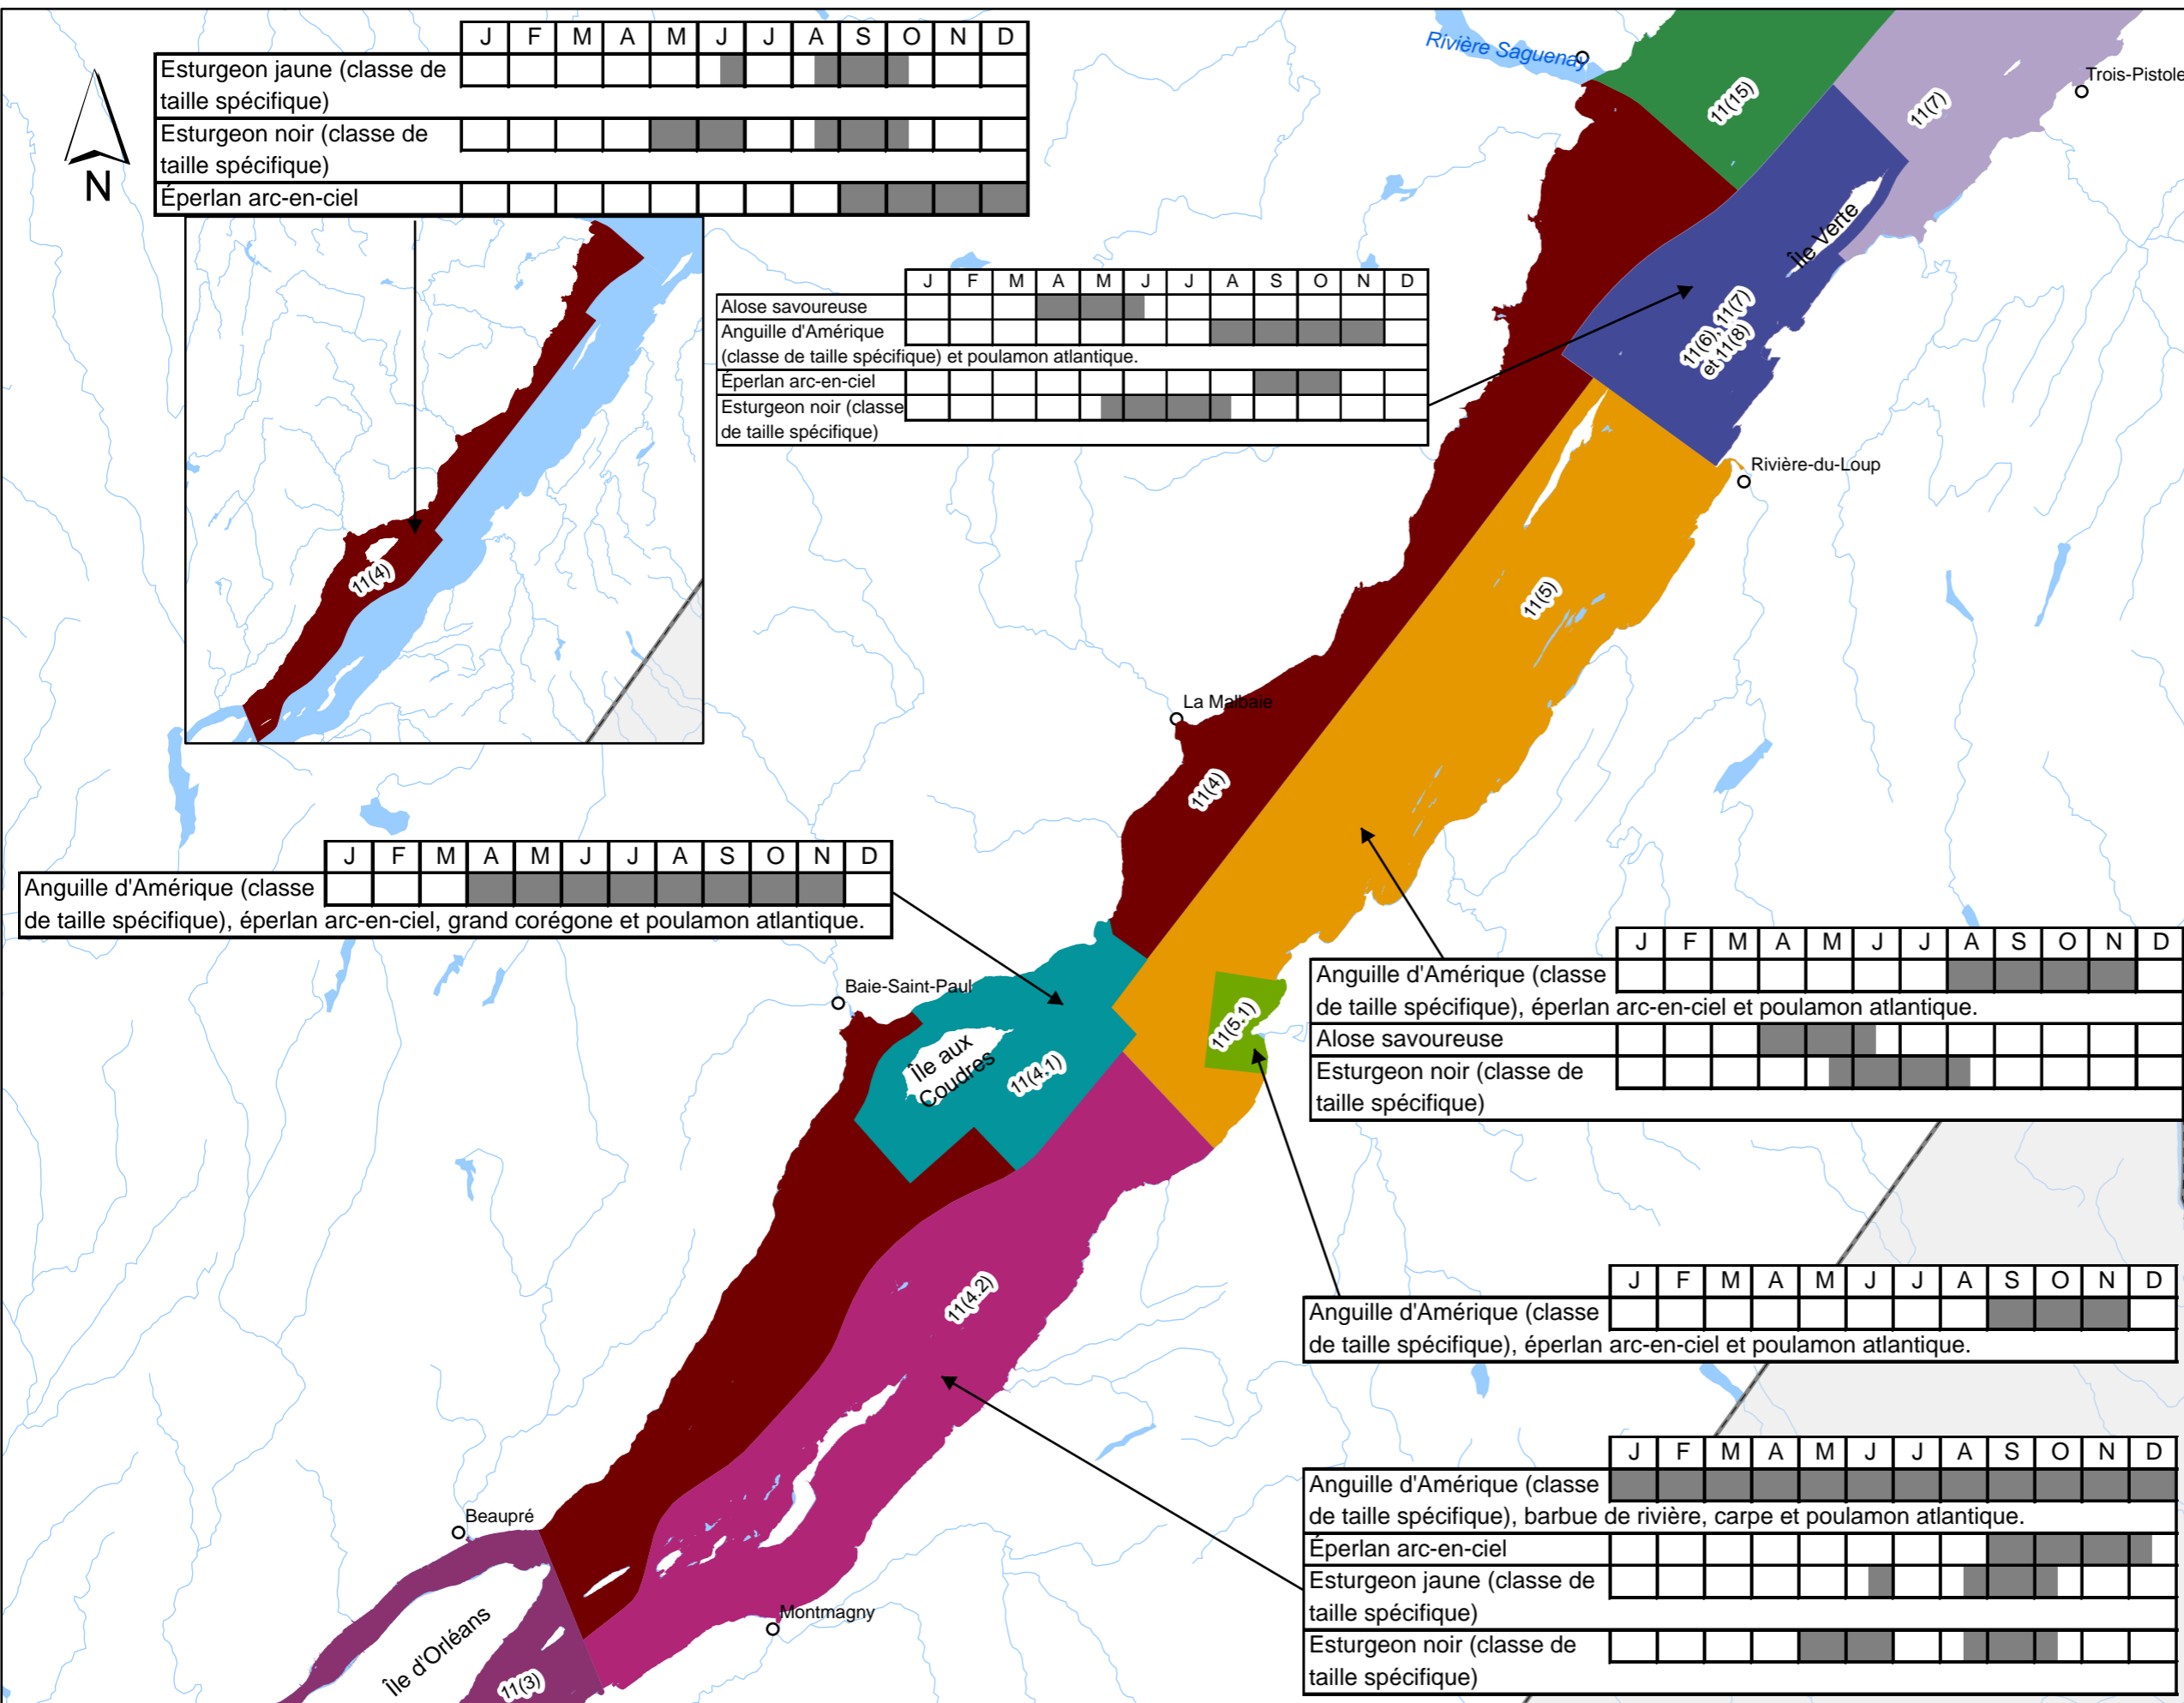 J F M A M J J A S O N D
Esturgeon jaune (classe de
taille spécifique)
Esturgeon noir (classe de
taille spécifique)
Éperlan arc-en-ciel
N
11(4)
Rivière Saguenay
11(15)
11(7)
Trois-Pistole
Île Verte
11(6), 11(7)
et 11(8)
J F M A M J J A S O N D
Alose savoureuse
Anguille d'Amérique
(classe de taille spécifique) et poulamon atlantique.
Éperlan arc-en-ciel
Esturgeon noir (classe
de taille spécifique)
Rivière-du-Loup
11(5)
La Malbaie
11(4)
J F M A M J J A S O N D
Anguille d'Amérique (classe
de taille spécifique), éperlan arc-en-ciel, grand corégone et poulamon atlantique.
Baie-Saint-Paul
Île aux
Coudres
11(4.1)
11(5.1)
J F M A M J J A S O N D
Anguille d'Amérique (classe
de taille spécifique), éperlan arc-en-ciel et poulamon atlantique.
Alose savoureuse
Esturgeon noir (classe de
taille spécifique)
11(4.2)
J F M A M J J A S O N D
Anguille d'Amérique (classe
de taille spécifique), éperlan arc-en-ciel et poulamon atlantique.
J F M A M J J A S O N D
Anguille d'Amérique (classe
de taille spécifique), barbue de rivière, carpe et poulamon atlantique.
Éperlan arc-en-ciel
Esturgeon jaune (classe de
taille spécifique)
Esturgeon noir (classe de
taille spécifique)
Beaupré
Montmagny
Île d'Orléans
11(3)